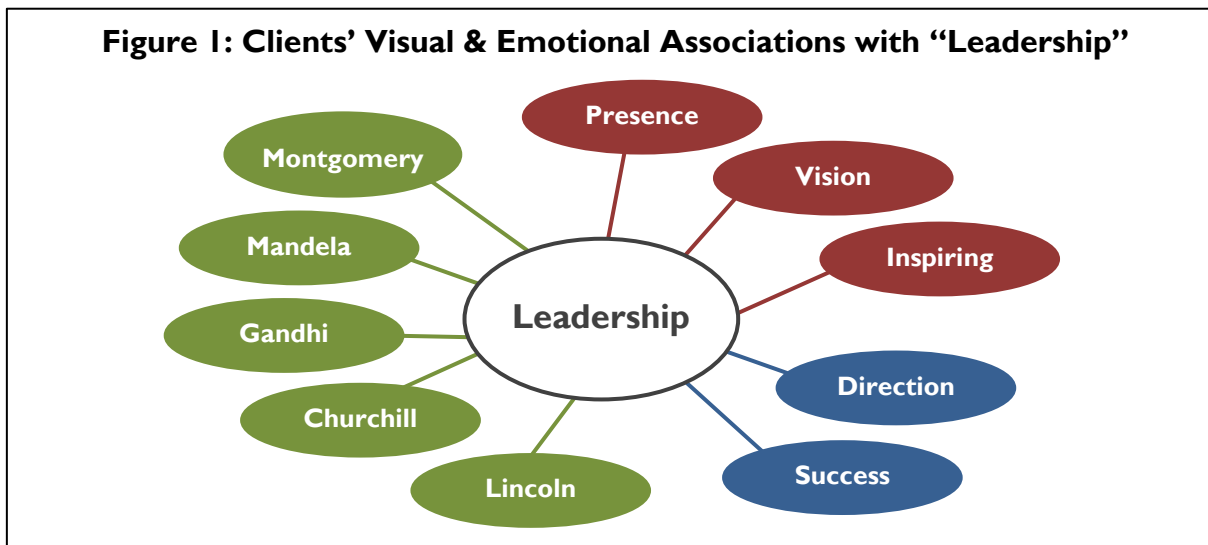 Figure 1: Clients’ Visual & Emotional Associations with “Leadership”
Presence
Montgomery
Vision
Mandela
Inspiring
Leadership
Gandhi
Direction
Churchill
Success
Lincoln